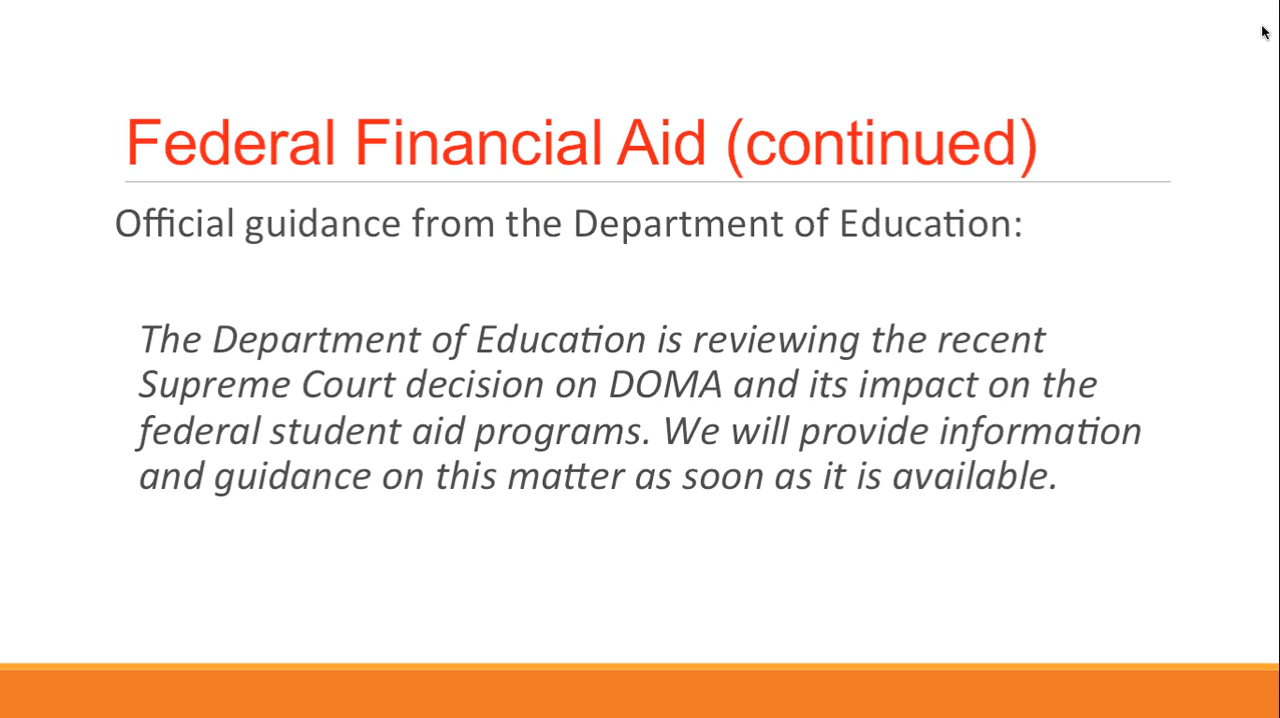 Federal Financial Aid (continued)
Official guidance from the Department of Education:
The Department of Education is reviewing the recent
Supreme Court decision on DOMA and its impact on the
federal student aid programs. We will provide information
and guidance on this matter as soon as it is available.